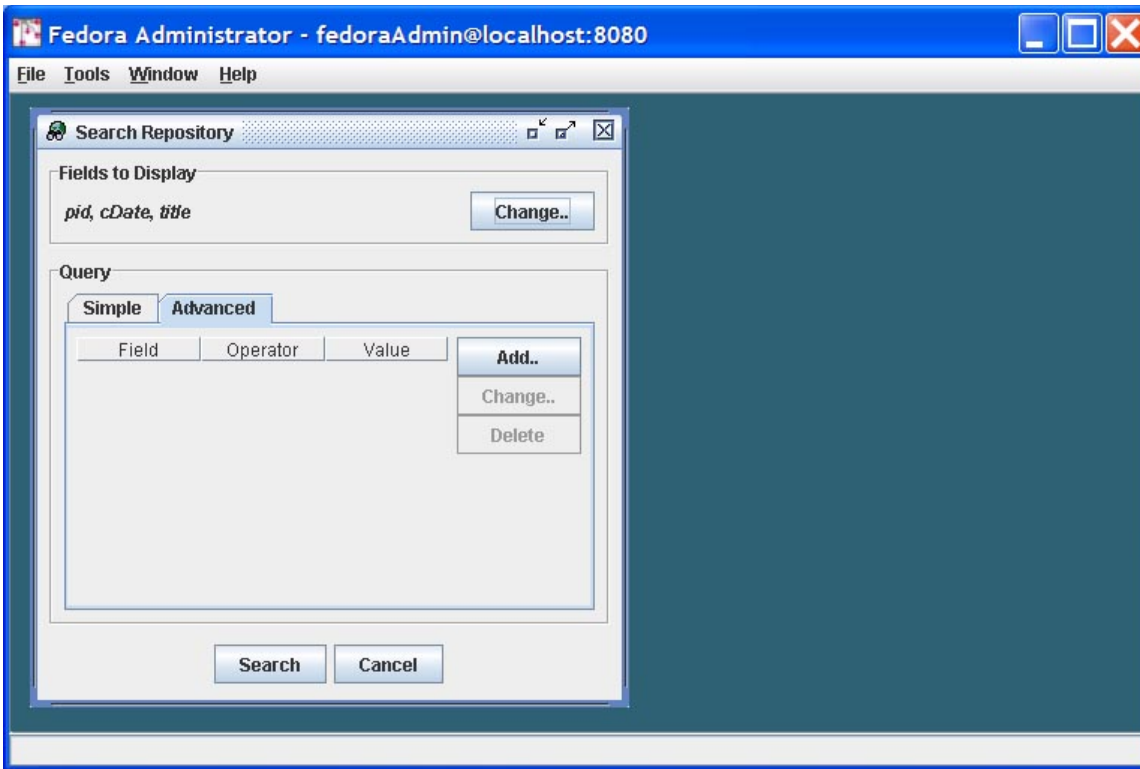 Fedora Administrator - fedoraAdmin@localhost:8080
File Tools Window Help
Search Repository
Fields to Display
pid, cDate, title
Change..
Query
Simple Advanced
Field Operator Value
Add..
Change..
Delete
Search Cancel